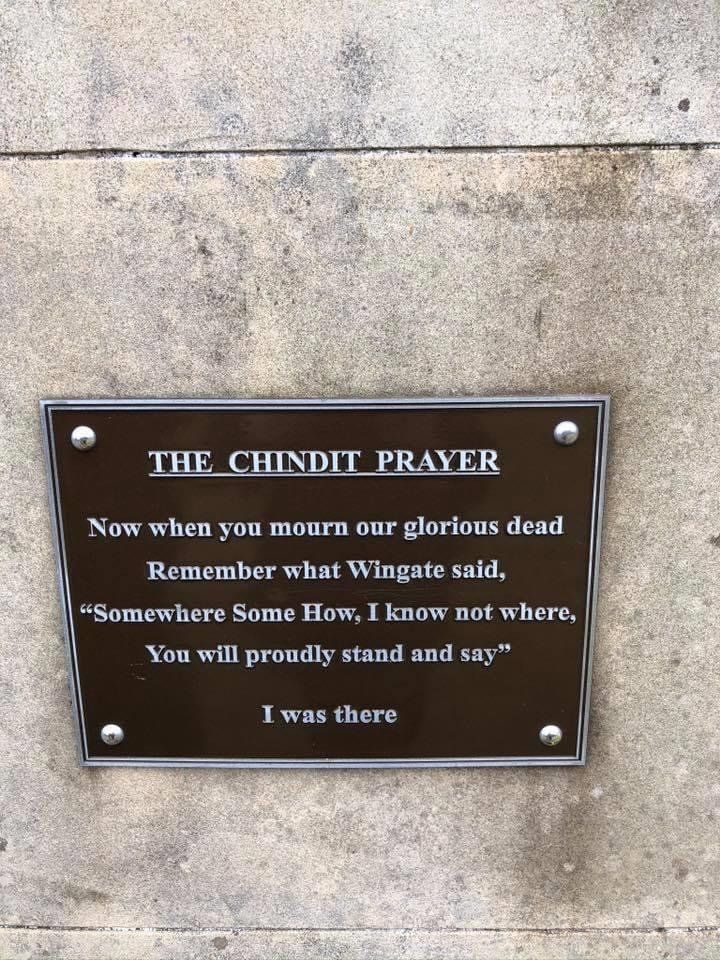 THE CHINDIT PRAYER
Now when you mourn our glorious dead
Remember what Wingate said,
“Somewhere Some How, I know not where,
You will proudly stand and say”
I was there